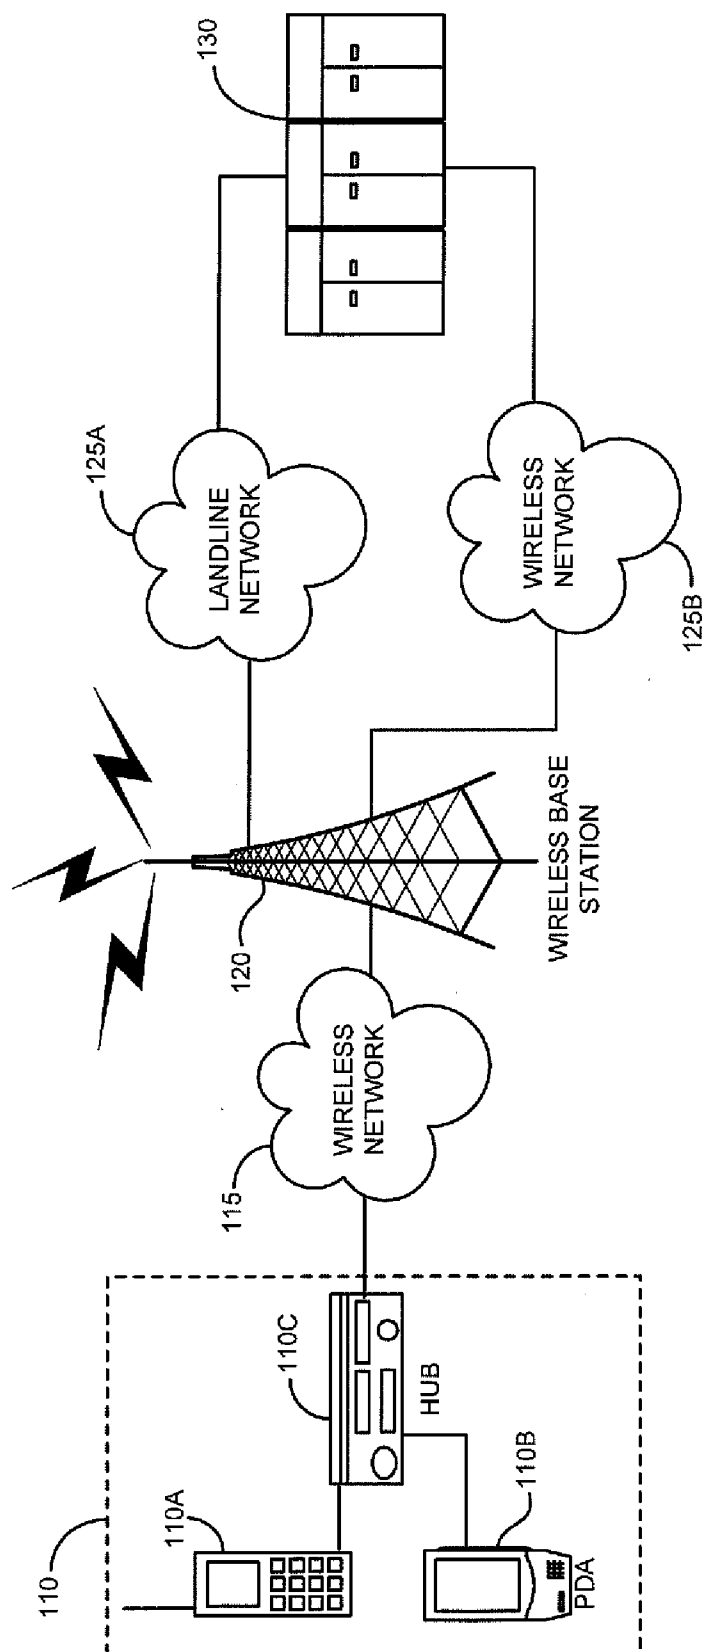 110
110A
110B
PDA
110C
HUB
115
WIRELESS
NETWORK
120
WIRELESS BASE
STATION
125A
LANDLINE
NETWORK
WIRELESS
NETWORK
125B
130